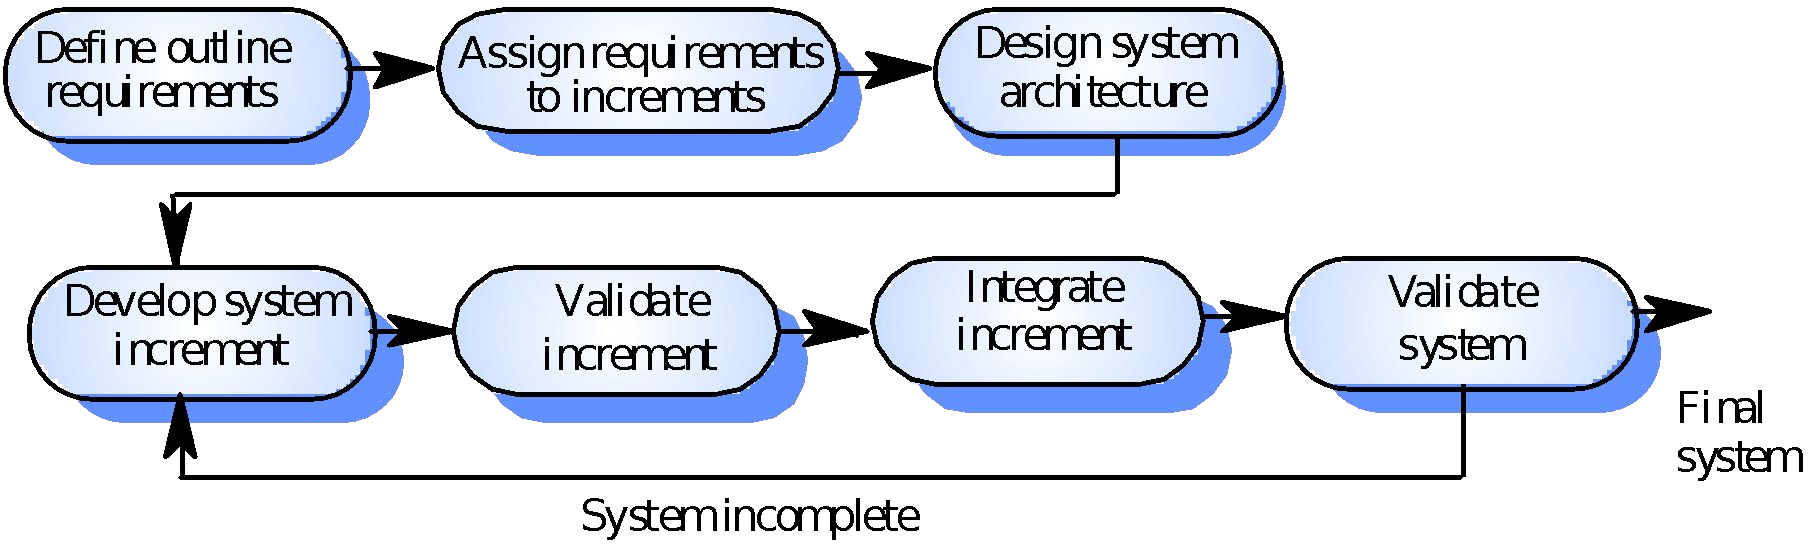 Define outline
requirements
Assign requirements
to increments
Design system
architecture
Develop system
increment
Validate
increment
Integrate
increment
Validate
system
Final
system
System incomplete